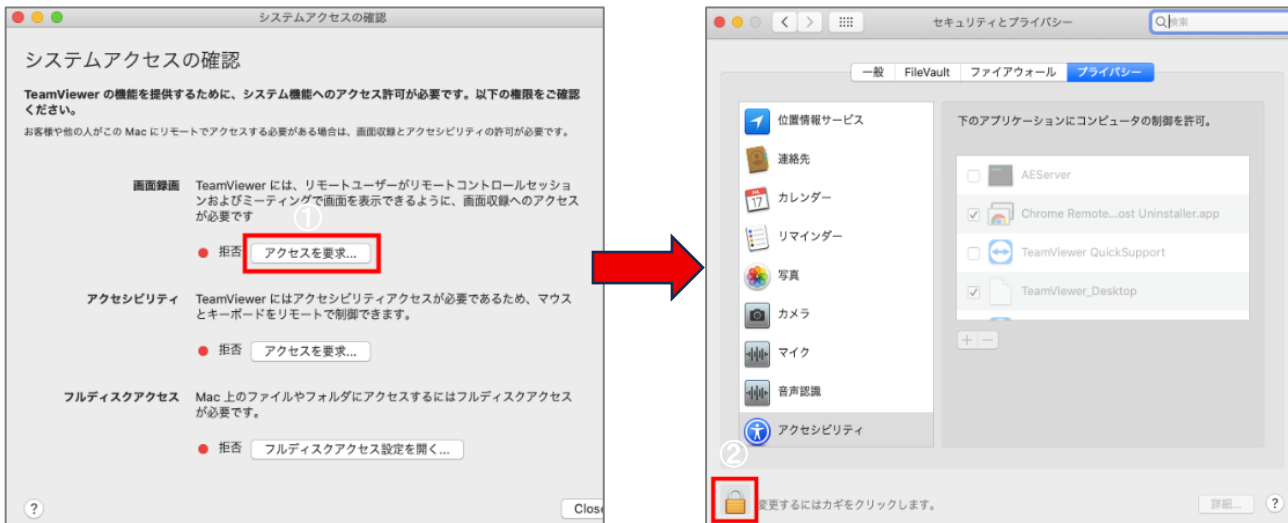 システムアクセスの確認
システムアクセスの確認
TeamViewer の機能を提供するために、システム機能へのアクセス許可が必要です。以下の権限をご確認
ください。
お客様や他の人がこの Mac にリモートでアクセスする必要がある場合は、画面収録とアクセシビリティの許可が必要です。
画面録画
TeamViewer には、リモートユーザーがリモートコントロールセッショ
ンおよびミーティングで画面を表示できるように、画面収録へのアクセス
が必要です
①
拒否 アクセスを要求...
アクセシビリティ
TeamViewer にはアクセシビリティアクセスが必要であるため、マウス
とキーボードをリモートで制御できます。
拒否 アクセスを要求...
フルディスクアクセス
Mac 上のファイルやフォルダにアクセスするにはフルディスクアクセス
が必要です。
拒否 フルディスクアクセス設定を開く...
? Close
セキュリティとプライバシー
検索
一般 FileVault ファイアウォール プライバシー
位置情報サービス
連絡先
JUL 17 カレンダー
リマインダー
写真
カメラ
マイク
音声認識
アクセシビリティ
下のアプリケーションにコンピュータの制御を許可。
AEServer
Chrome Remote...ost Uninstaller.app
TeamViewer QuickSupport
TeamViewer_Desktop
+ −
②
変更するにはカギをクリックします。
詳細... ?